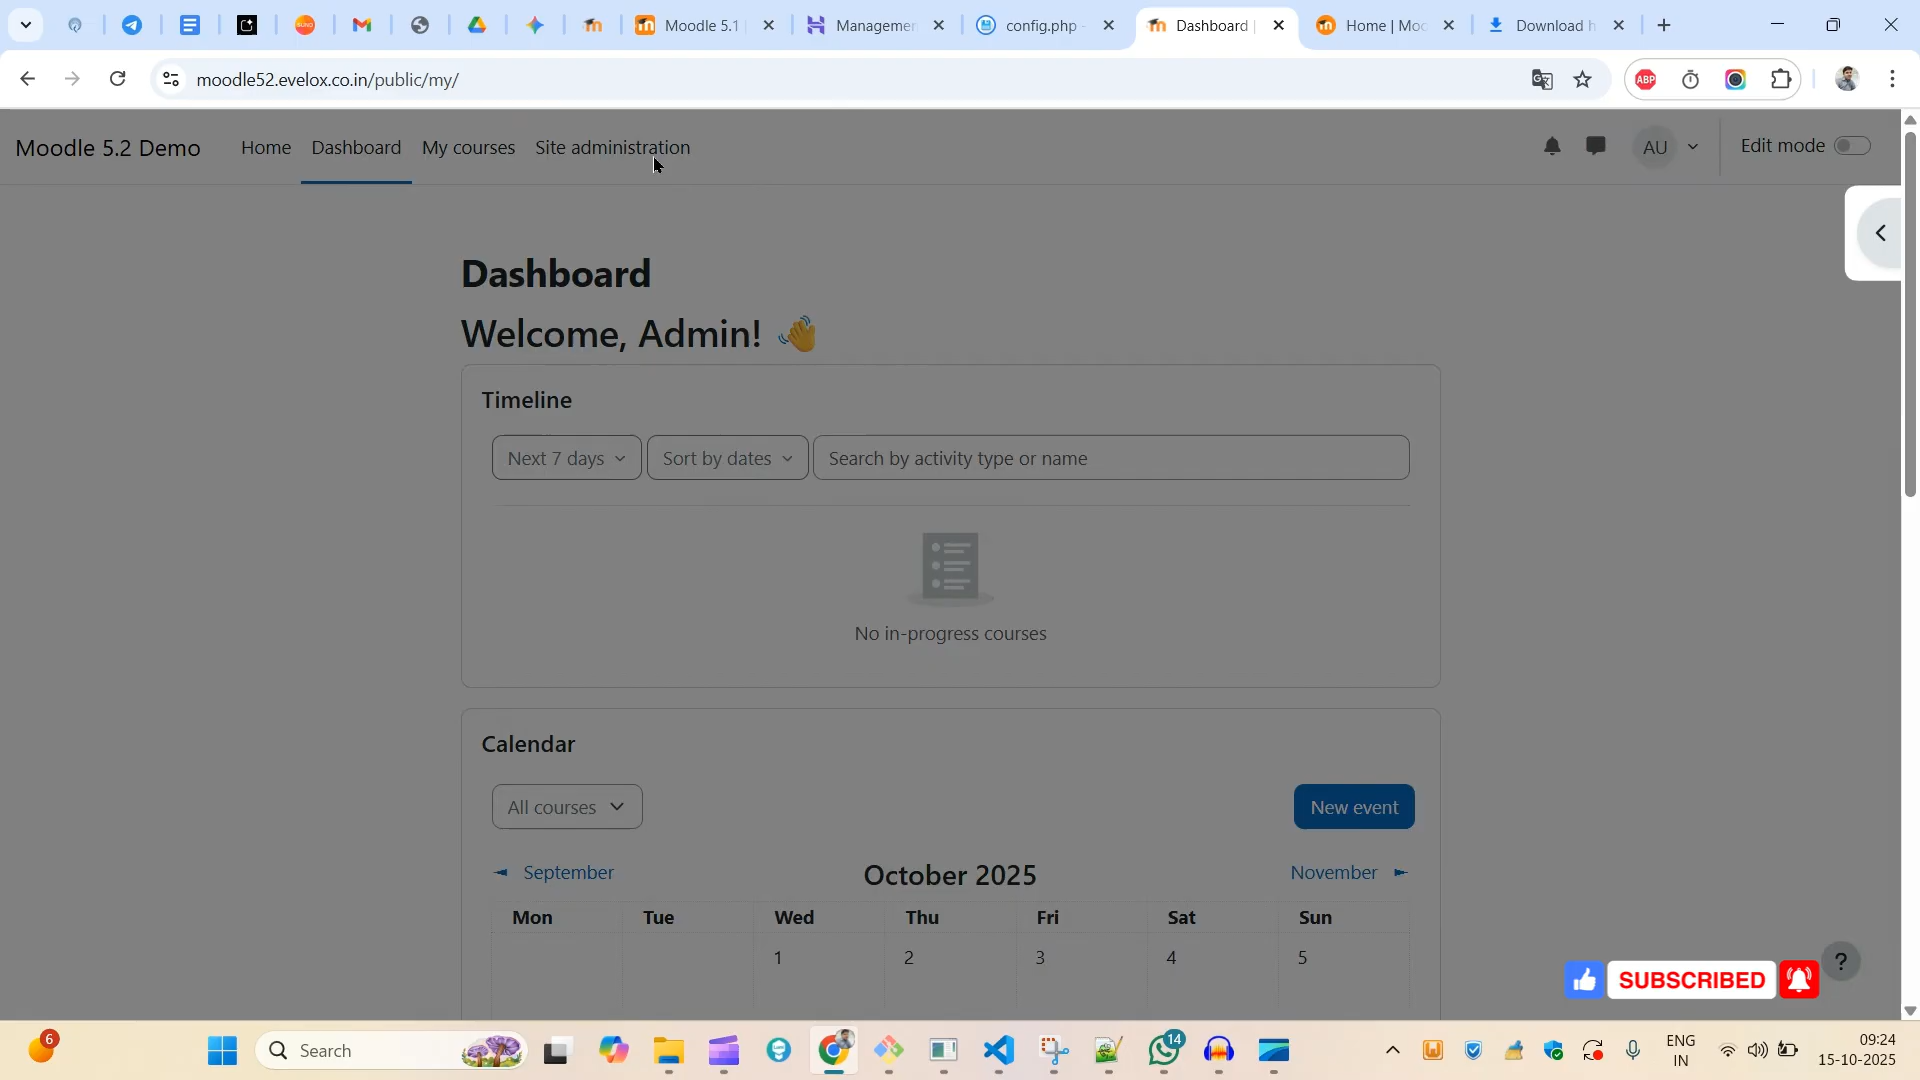 Moodle 5.1
Managemen
config.php -
Dashboard |
Home | Moo
Download h
moodle52.evelox.co.in/public/my/
ABP
Moodle 5.2 Demo
Home
Dashboard
My courses
Site administration
AU
Edit mode
Dashboard
Welcome, Admin! 👋
Timeline
Next 7 days
Sort by dates
Search by activity type or name
No in-progress courses
Calendar
All courses
New event
◄ September
October 2025
November ►
Mon Tue Wed Thu Fri Sat Sun
1 2 3 4 5
SUBSCRIBED
?
6
Search
14
ENG
IN
09:24
15-10-2025